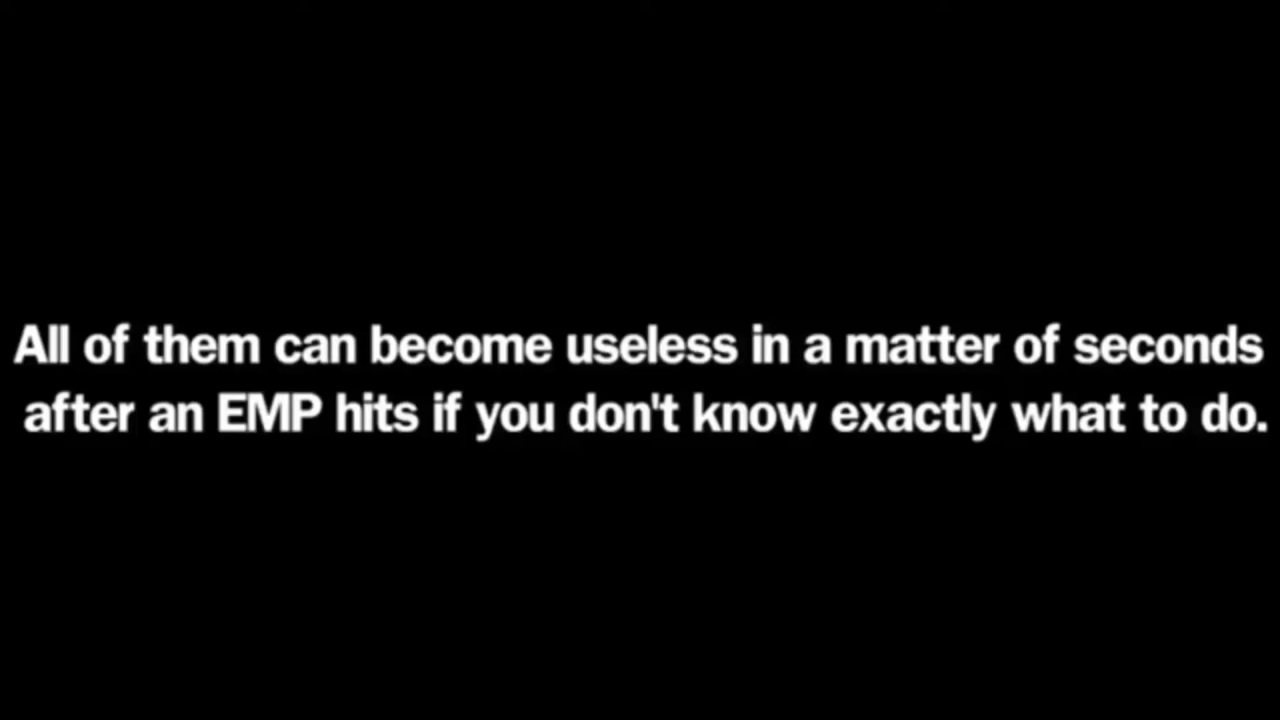 All of them can become useless in a matter of seconds
after an EMP hits if you don't know exactly what to do.